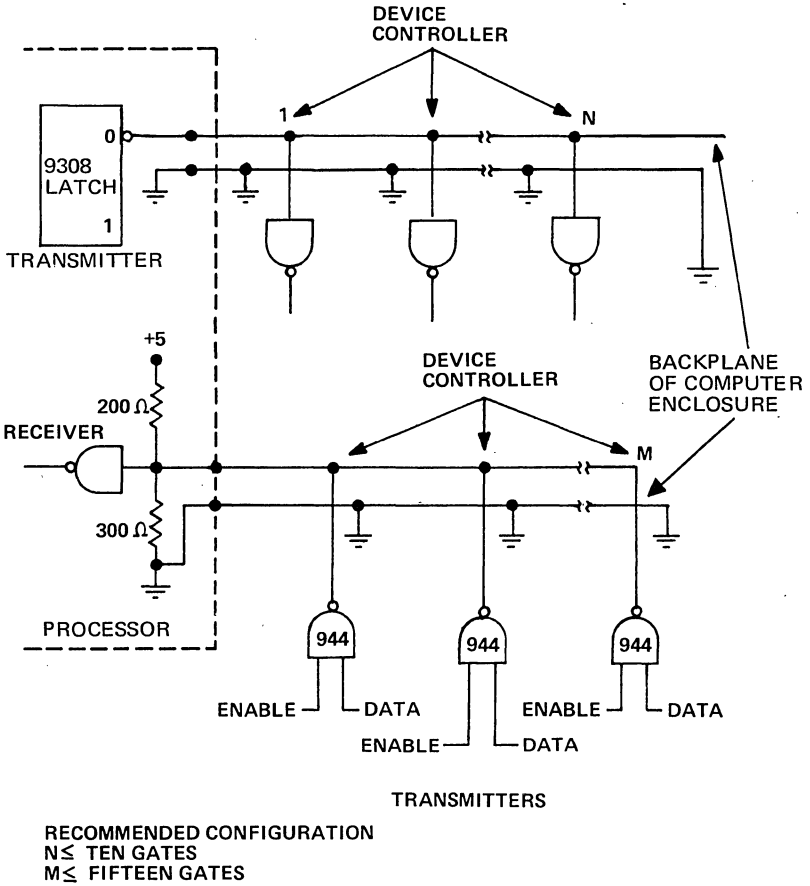 DEVICE
CONTROLLER
1
N
0
9308
LATCH
1
TRANSMITTER
+5
DEVICE
CONTROLLER
BACKPLANE
OF COMPUTER
ENCLOSURE
200 Ω
RECEIVER
M
300 Ω
PROCESSOR
944
944
944
ENABLE
DATA
ENABLE
DATA
ENABLE
DATA
TRANSMITTERS
RECOMMENDED CONFIGURATION
N≤ TEN GATES
M≤ FIFTEEN GATES